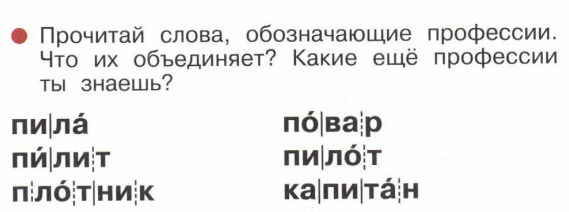 Прочитай слова, обозначающие профессии.
Что их объединяет? Какие ещё профессии
ты знаешь?
пи|ла́ по́|ва¦р
пи́|ли¦т пи|ло́¦т
п¦ло́¦т|ни¦к ка|пи|та́¦н